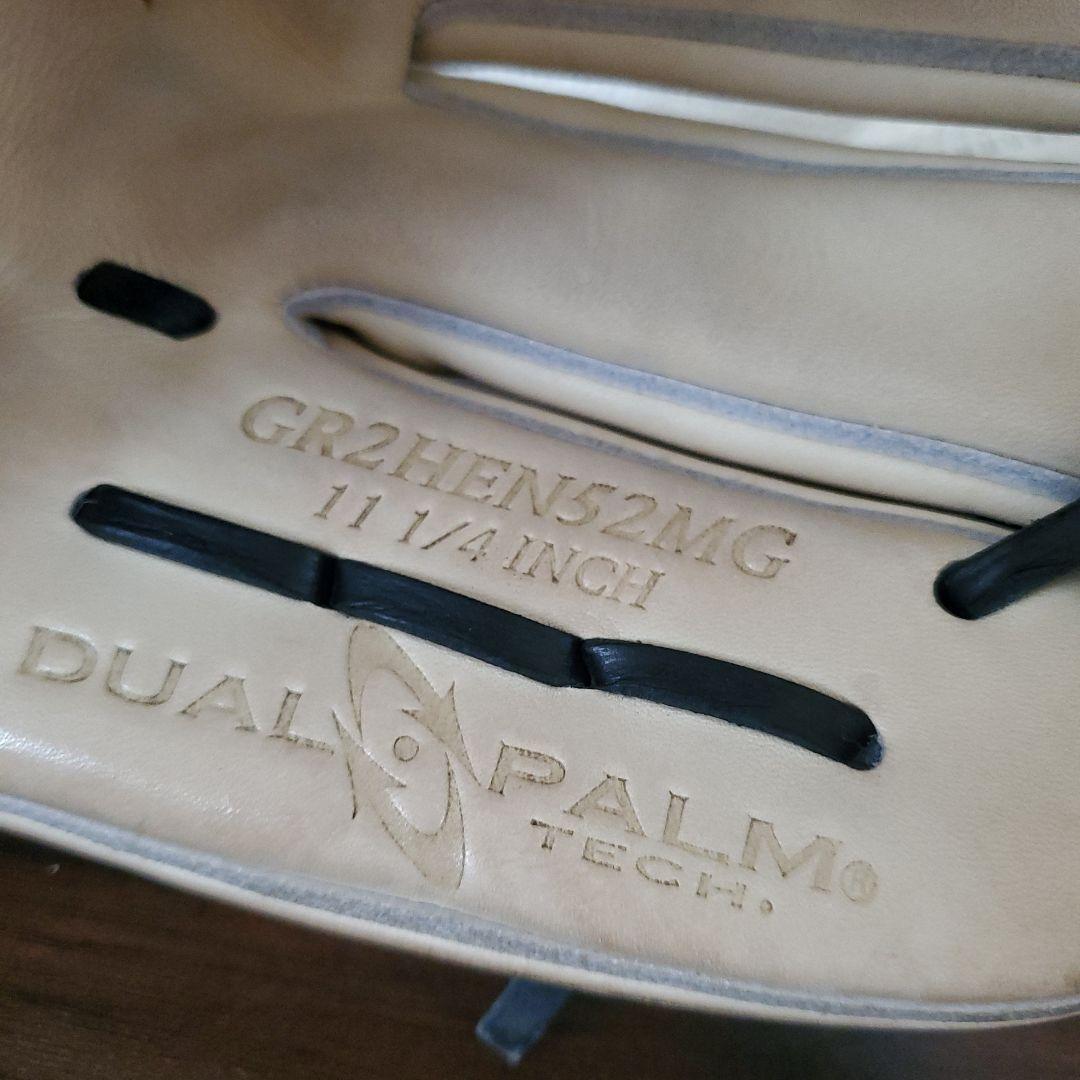 GR2HEN52MG
11 1/4 INCH
DUAL PALM®
TECH.